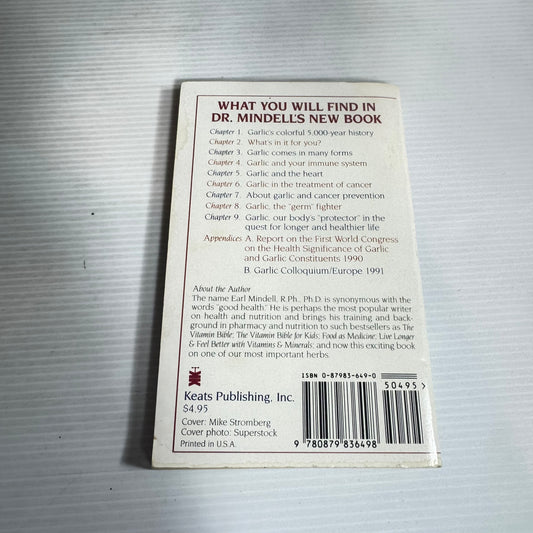 WHAT YOU WILL FIND IN
DR. MINDELL'S NEW BOOK
Chapter 1. Garlic's colorful 5,000-year history
Chapter 2. What's in it for you?
Chapter 3. Garlic comes in many forms
Chapter 4. Garlic and your immune system
Chapter 5. Garlic and the heart
Chapter 6. Garlic in the treatment of cancer
Chapter 7. About garlic and cancer prevention
Chapter 8. Garlic, the "germ" fighter
Chapter 9. Garlic, our body's "protector" in the
quest for longer and healthier life
Appendices A. Report on the First World Congress
on the Health Significance of Garlic
and Garlic Constituents 1990
B. Garlic Colloquium/Europe 1991
About the Author
The name Earl Mindell, R.Ph., Ph.D. is synonymous with the
words "good health." He is perhaps the most popular writer
on health and nutrition and brings his training and back-
ground in pharmacy and nutrition to such bestsellers as The
Vitamin Bible; The Vitamin Bible for Kids; Food as Medicine; Live Longer
& Feel Better with Vitamins & Minerals; and now this exciting book
on one of our most important herbs.
ISBN 0-87983-649-0
50495>
Keats Publishing, Inc.
$4.95
Cover: Mike Stromberg
Cover photo: Superstock
Printed in U.S.A.
9 780879 836498